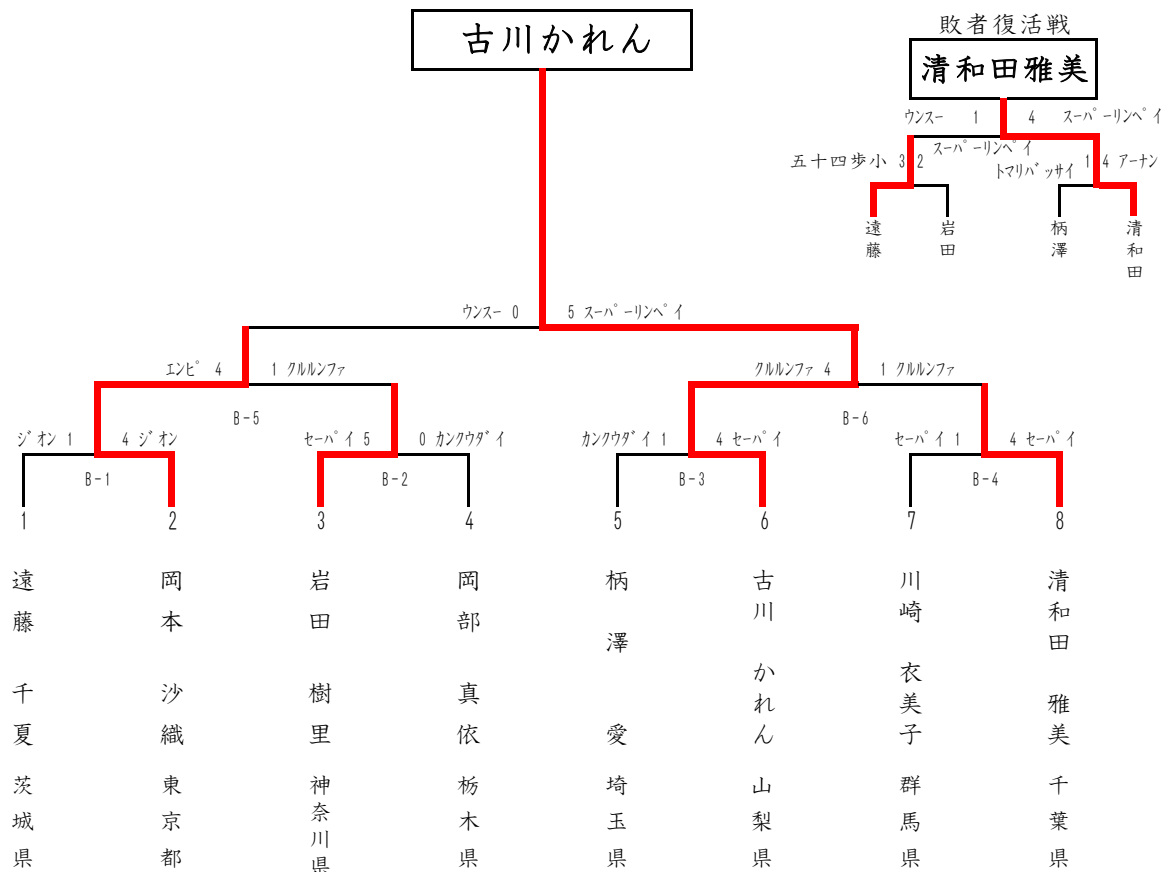 古川かれん
敗者復活戦
清和田雅美
ウンスー 1 4 スーパーリンペイ
五十四歩小 3 2 スーパーリンペイ
トマリバッサイ 1 4 アーナン
遠藤
岩田
柄澤
清和田
ウンスー 0 5 スーパーリンペイ
エンピ 4 1 クルルンファ
クルルンファ 4 1 クルルンファ
B-5
B-6
ジオン 1 4 ジオン
セーパイ 5 0 カンクウダイ
カンクウダイ 1 4 セーパイ
セーパイ 1 4 セーパイ
B-1
B-2
B-3
B-4
1 2 3 4 5 6 7 8
遠藤 千夏 茨城県
岡本 沙織 東京都
岩田 樹里 神奈川県
岡部 真依 栃木県
柄澤 愛 埼玉県
古川 かれん 山梨県
川崎 衣美子 群馬県
清和田 雅美 千葉県